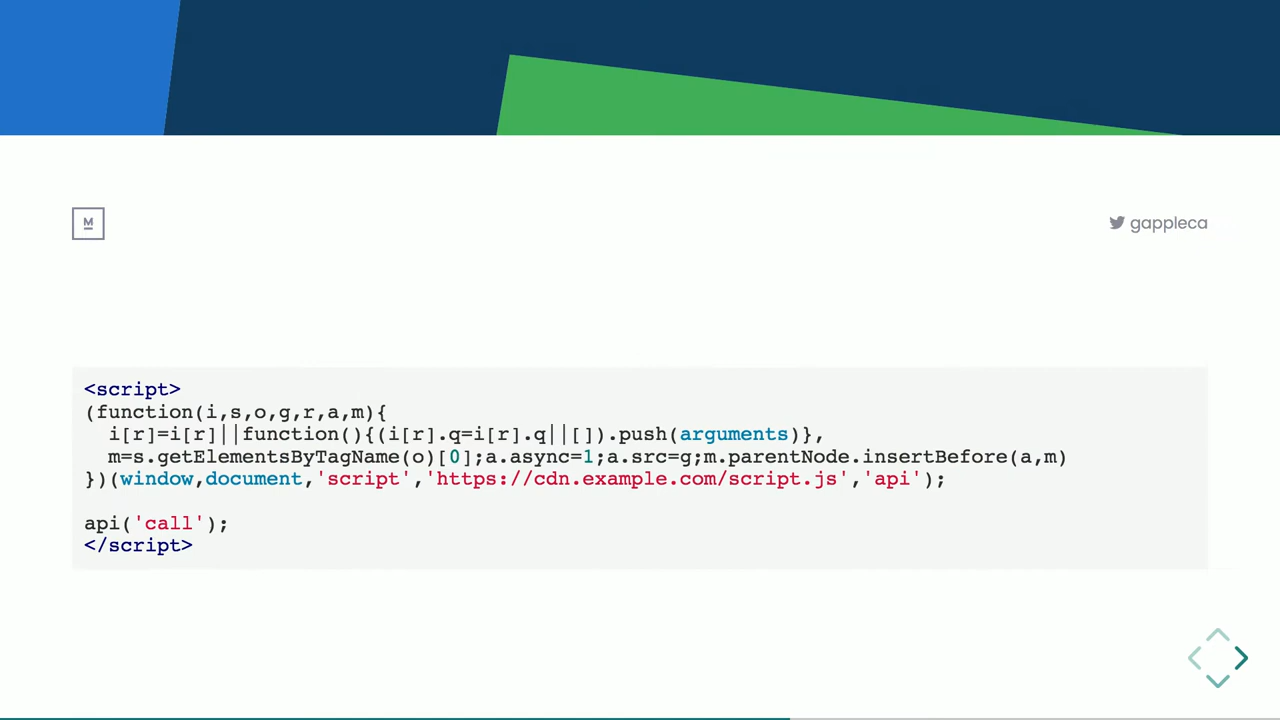 M
gappleca
<script>
(function(i,s,o,g,r,a,m){
  i[r]=i[r]||function(){(i[r].q=i[r].q||[]).push(arguments)},
  m=s.getElementsByTagName(o)[0];a.async=1;a.src=g;m.parentNode.insertBefore(a,m)
})(window,document,'script','https://cdn.example.com/script.js','api');

api('call');
</script>